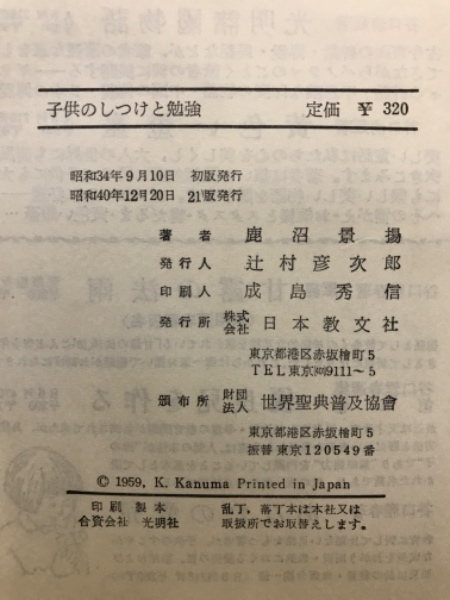 子供のしつけと勉強 定価 ¥ 320
昭和34年9月10日 初版発行
昭和40年12月20日 21版発行
著者 鹿沼景揚
発行人 辻村彦次郎
印刷人 成島秀信
発行所 株式会社 日本教文社
東京都港区赤坂檜町5
TEL東京(408)9111〜5
頒布所 財団法人 世界聖典普及協會
東京都港区赤坂檜町5
振替東京120549番
© 1959, K. Kanuma Printed in Japan
印刷 製本
合資会社 光明社
乱丁,落丁本は本社又は
取扱所でお取替えします。